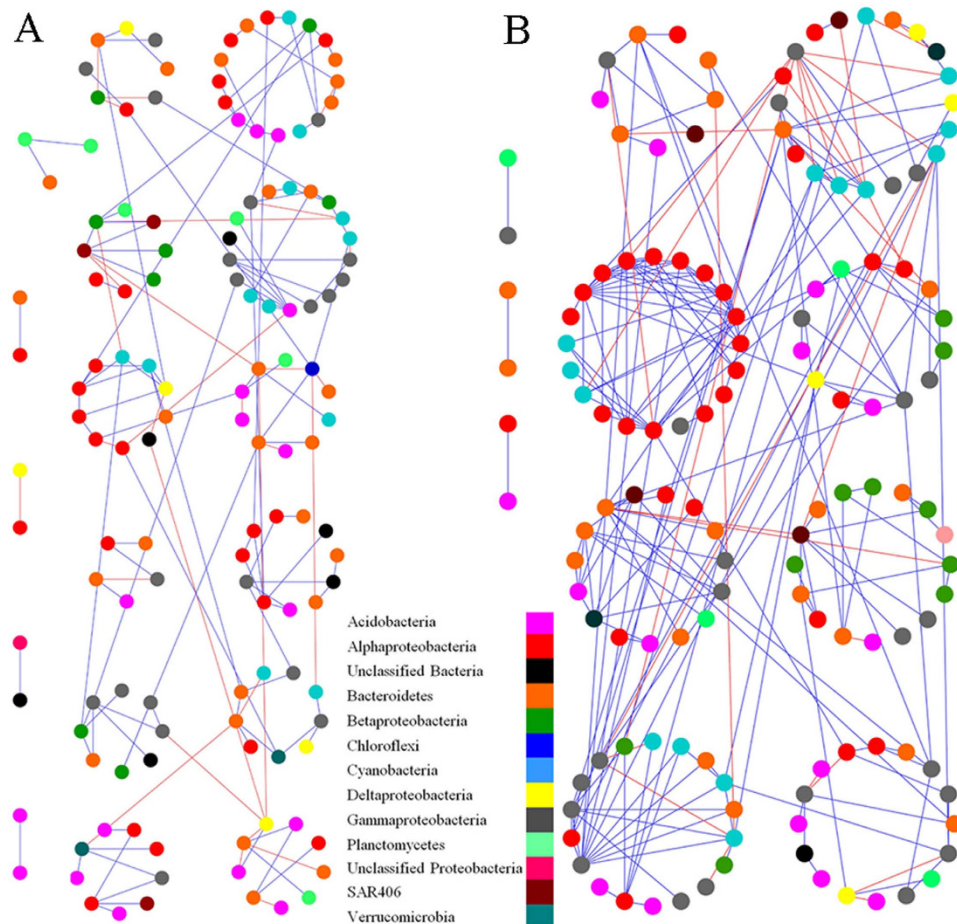 A
B
Acidobacteria
Alphaproteobacteria
Unclassified Bacteria
Bacteroidetes
Betaproteobacteria
Chloroflexi
Cyanobacteria
Deltaproteobacteria
Gammaproteobacteria
Planctomycetes
Unclassified Proteobacteria
SAR406
Verrucomicrobia